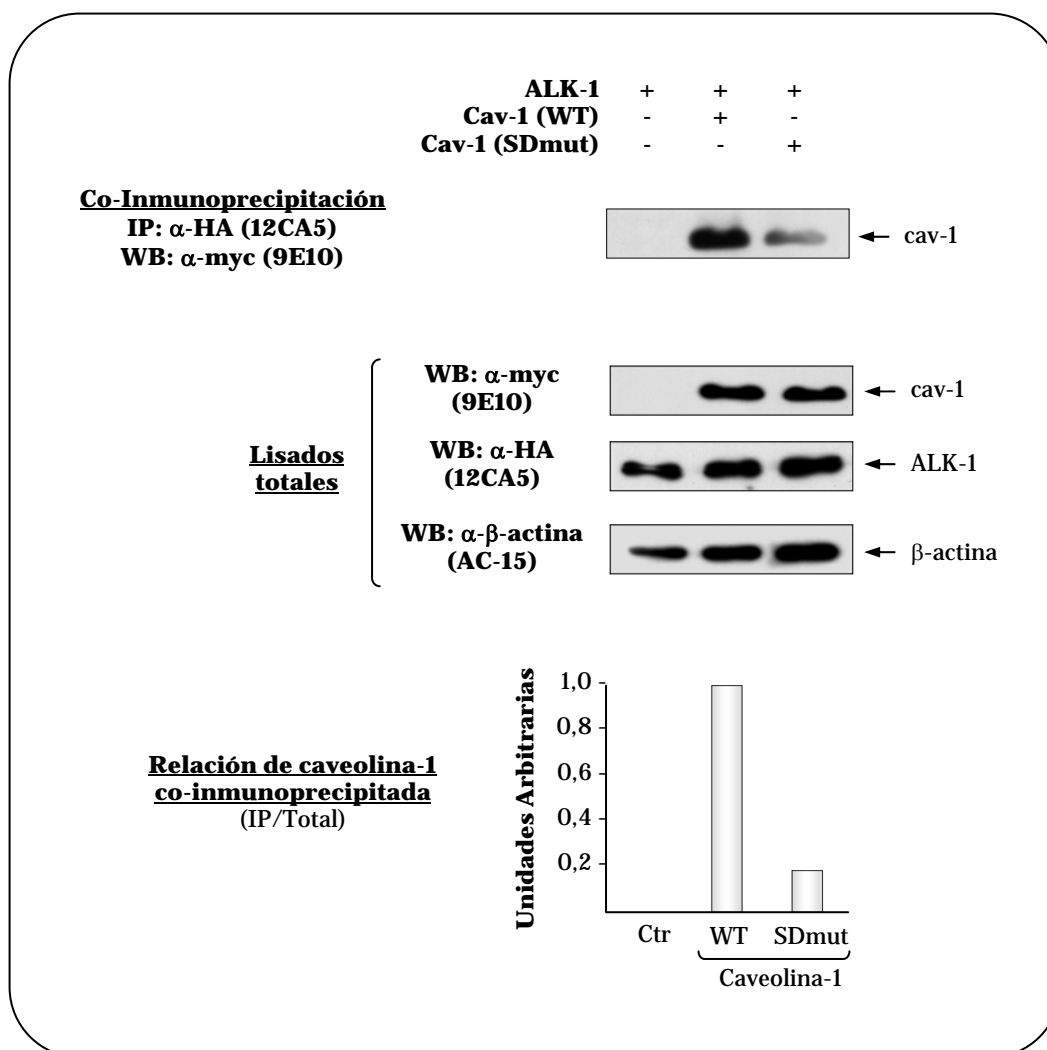 ALK-1 + + +
Cav-1 (WT) - + -
Cav-1 (SDmut) - - +
Co-Inmunoprecipitación
IP: α-HA (12CA5)
WB: α-myc (9E10)
cav-1
Lisados
totales
WB: α-myc
(9E10)
cav-1
WB: α-HA
(12CA5)
ALK-1
WB: α-β-actina
(AC-15)
β-actina
Relación de caveolina-1
co-inmunoprecipitada
(IP/Total)
Unidades Arbitrarias
1,0
0,8
0,6
0,4
0,2
Ctr WT SDmut
Caveolina-1